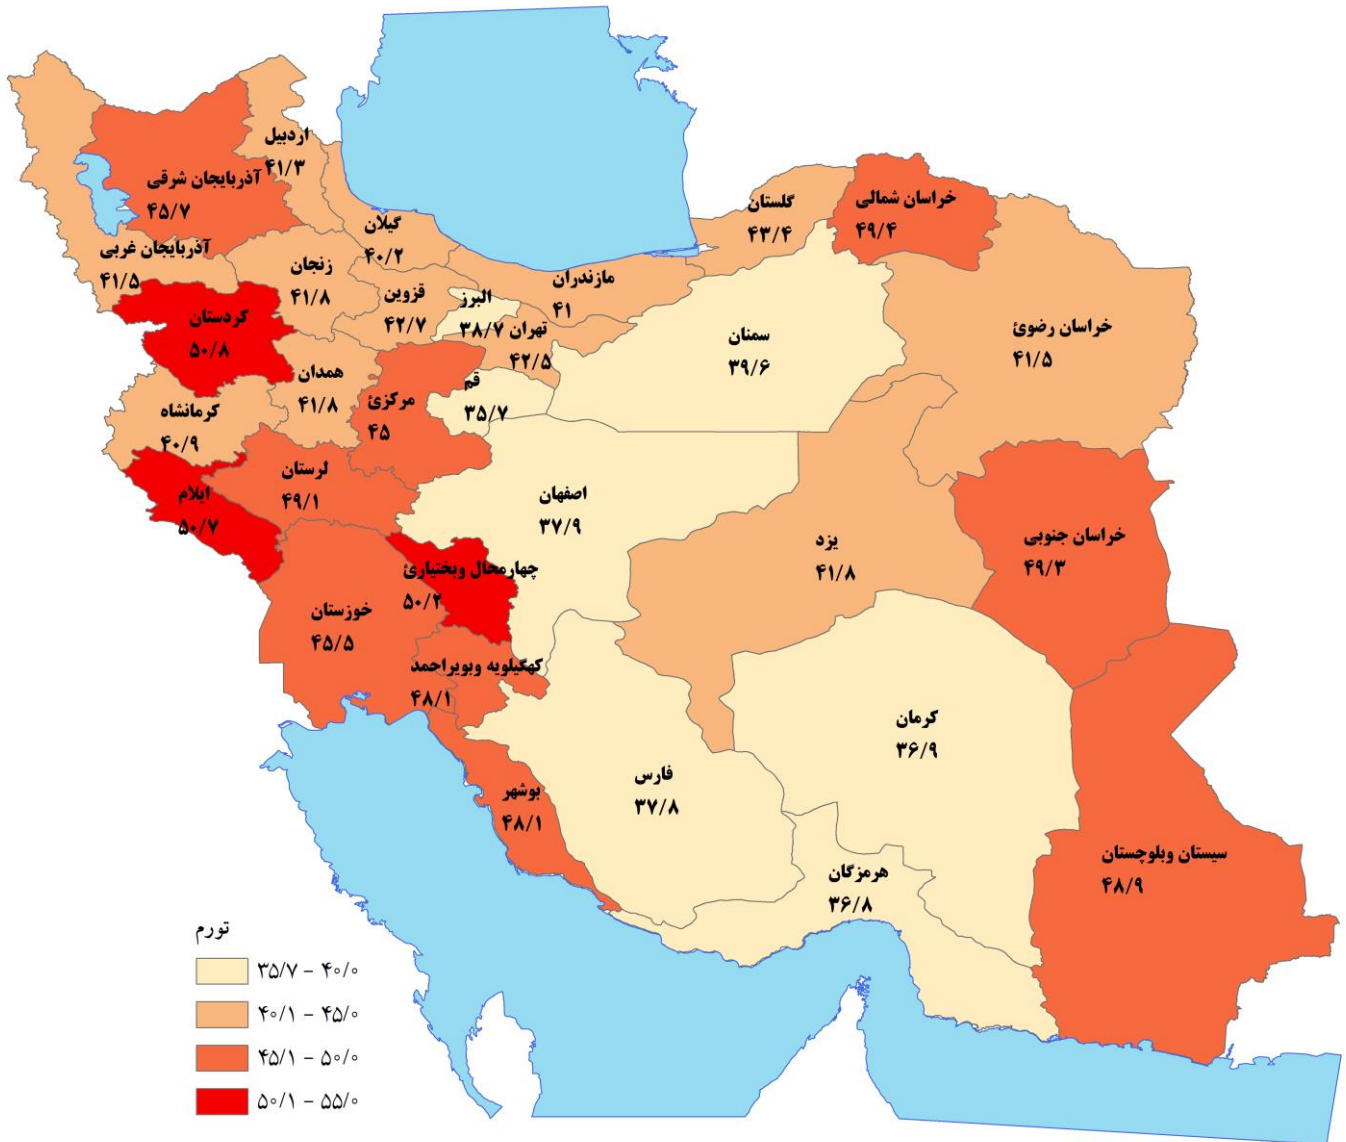 اردبیل
۴۱/۳
آذربایجان شرقی
۴۵/۷
آذربایجان غربی
۴۱/۵
گیلان
۴۰/۲
زنجان
۴۱/۸
کردستان
۵۰/۸
قزوین
۴۲/۷
البرز
۳۸/۷
مازندران
۴۱
گلستان
۴۳/۴
خراسان شمالی
۴۹/۴
خراسان رضوئ
۴۱/۵
سمنان
۳۹/۶
تهران
۴۲/۵
قم
۳۵/۷
مرکزئ
۴۵
همدان
۴۱/۸
کرمانشاه
۴۰/۹
ایلام
۵۰/۷
لرستان
۴۹/۱
اصفهان
۳۷/۹
یزد
۴۱/۸
خراسان جنوبی
۴۹/۳
چهارمحال وبختیارئ
۵۰/۲
خوزستان
۴۵/۵
کهگیلویه وبویراحمد
۴۸/۱
بوشهر
۴۸/۱
فارس
۳۷/۸
کرمان
۳۶/۹
هرمزگان
۳۶/۸
سیستان وبلوچستان
۴۸/۹
تورم
۳۵/۷ - ۴۰/۰
۴۰/۱ - ۴۵/۰
۴۵/۱ - ۵۰/۰
۵۰/۱ - ۵۵/۰